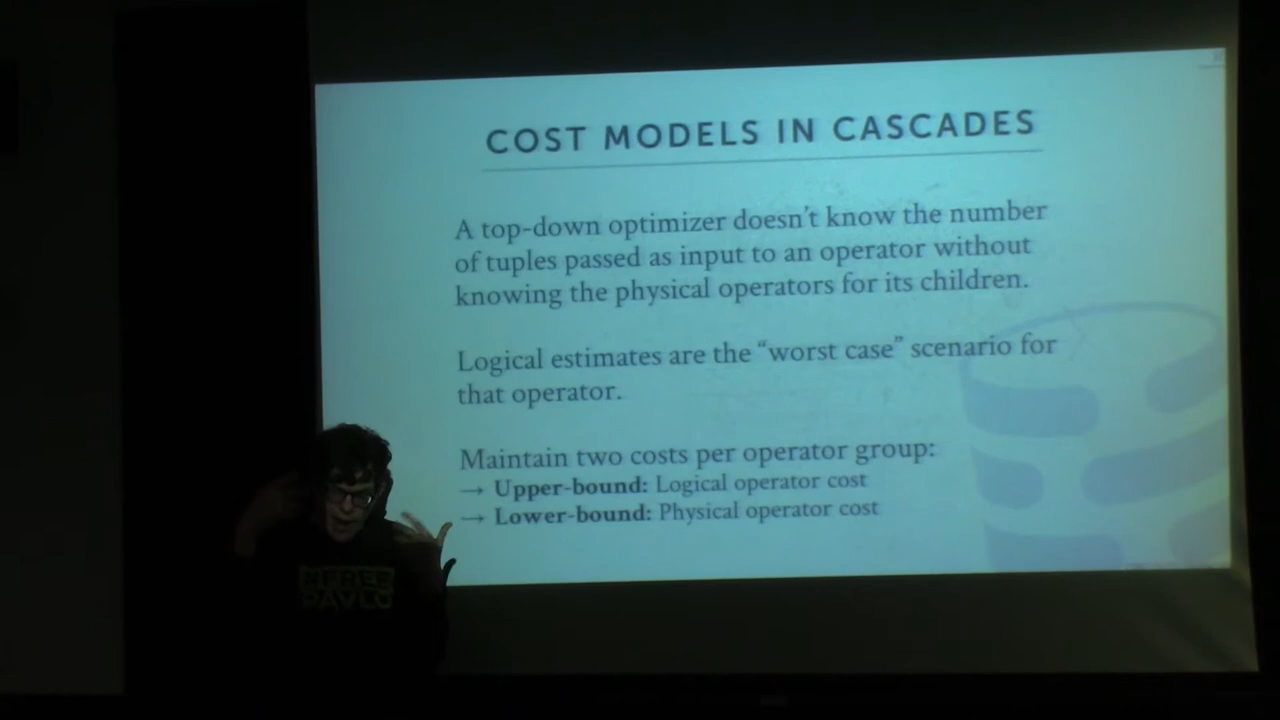 COST MODELS IN CASCADES
A top-down optimizer doesn't know the number
of tuples passed as input to an operator without
knowing the physical operators for its children.
Logical estimates are the “worst case” scenario for
that operator.
Maintain two costs per operator group:
→ Upper-bound: Logical operator cost
→ Lower-bound: Physical operator cost
#FREE
PAVLO